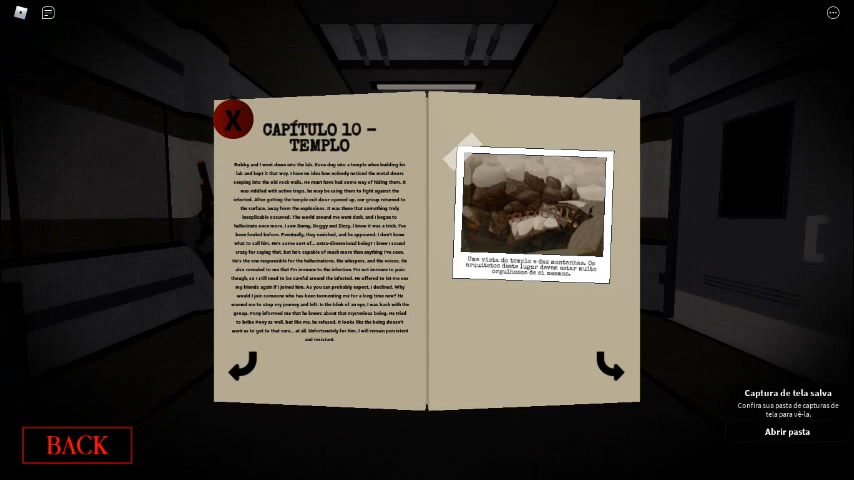 X
CAPÍTULO 10 -
TEMPLO
Robby and I went down into the lab. Kona dug into a temple when building his
lab and kept it that way. I have no idea how nobody noticed the metal doors
seeping into the old rock walls. He must have had some way of hiding them. It
was riddled with active traps, he may be using them to fight against the
infected. After getting the temple exit door opened up, our group returned to
the surface, away from the explosions. It was there that something truly
inexplicable occurred. The world around me went dark, and I began to
hallucinate once more. I saw Bunny, Doggy and Zizzy. I knew it was a trick. I've
been fooled before. Eventually, they vanished, and he appeared. I don't know
what to call him. He's some sort of... extra-dimensional being? I know I sound
crazy for saying that, but he's capable of much more than anything I've seen.
He's the one responsible for the hallucinations, the whispers, and the voices. He
also revealed to me that I'm immune to the infection. I'm not immune to pain
though, so I still need to be careful around the infected. He offered to let me see
my friends again if I joined him. As you can probably expect, I declined. Why
would I join someone who has been tormenting me for a long time now? He
warned me to stop my journey and left. In the blink of an eye, I was back with the
group. Pony informed me that he knows about that mysterious being. He tried
to bribe Pony as well, but like me, he refused. It looks like the being doesn't
want us to get to that cure... at all. Unfortunately for him, I will remain persistent
and resistant.
Uma vista do templo e das montanhas. Os
arquitetos deste lugar devem estar muito
orgulhosos de si mesmos.
Captura de tela salva
Confira sua pasta de capturas de
tela para vê-la.
Abrir pasta
BACK